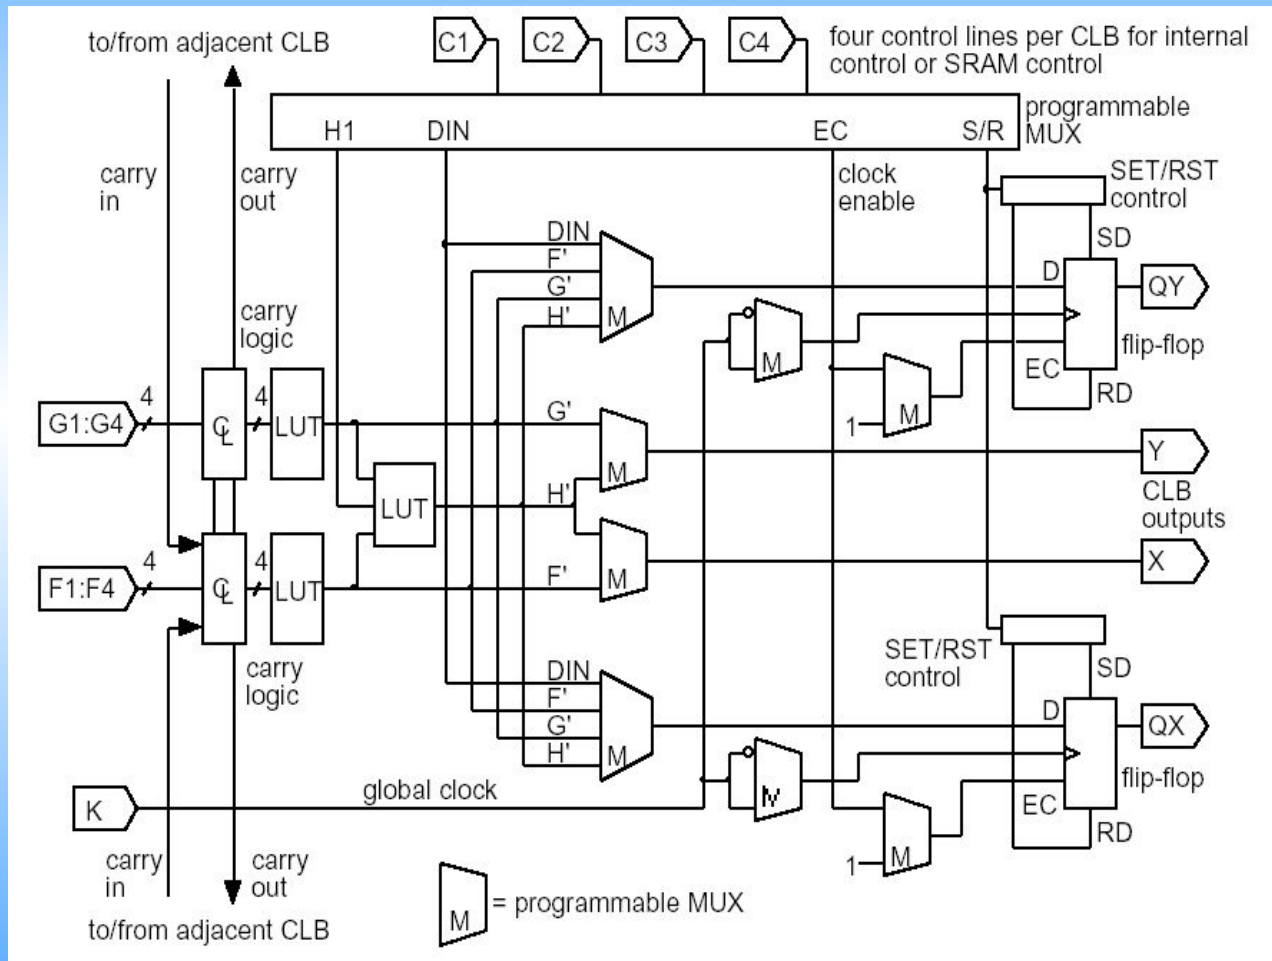 to/from adjacent CLB
C1
C2
C3
C4
four control lines per CLB for internal
control or SRAM control
programmable
MUX
H1
DIN
EC
S/R
carry
in
carry
out
clock
enable
SET/RST
control
DIN
F'
G'
H'
M
SD
D
QY
carry
logic
M
flip-flop
EC
RD
M
1
4
4
G1:G4
CL
LUT
G'
M
Y
LUT
H'
CLB
outputs
X
4
4
F1:F4
CL
LUT
F'
M
SET/RST
control
SD
carry
logic
DIN
F'
G'
H'
M
D
QX
flip-flop
EC
RD
K
global clock
M
1
carry
in
carry
out
M
= programmable MUX
to/from adjacent CLB